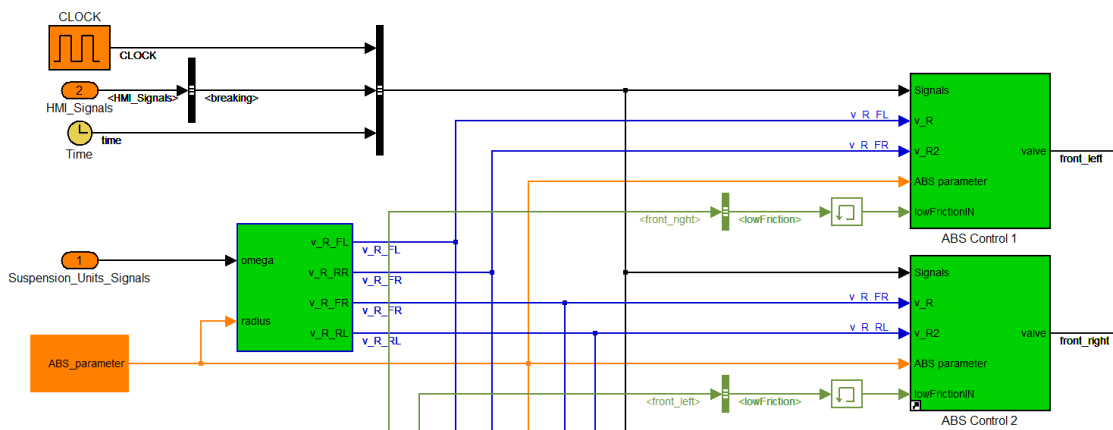 CLOCK
CLOCK
2
HMI_Signals
<HMI_Signals>
<breaking>
Time
time
Signals
v_R_FL
v_R
v_R_FR
v_R2
valve
front_left
ABS parameter
<front_right>
<lowFriction>
lowFrictionIN
ABS Control 1
1
Suspension_Units_Signals
omega
radius
v_R_FL
v_R_FL
v_R_RR
v_R_FR
v_R_FR
v_R_FR
v_R_RL
v_R_RL
ABS_parameter
Signals
v_R_FR
v_R
v_R_RL
v_R2
valve
front_right
ABS parameter
<front_left>
<lowFriction>
lowFrictionIN
ABS Control 2